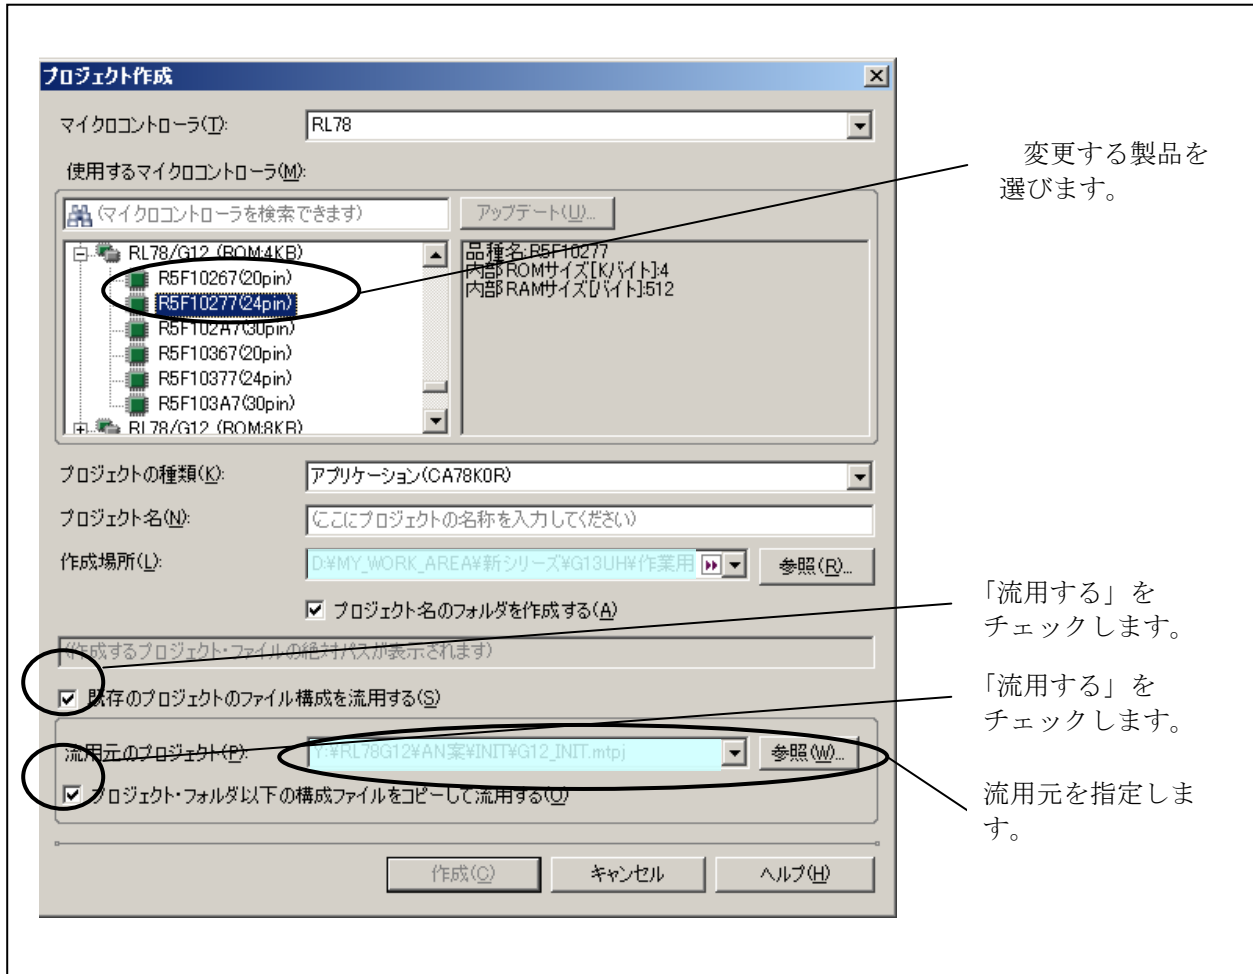 プロジェクト作成
マイクロコントローラ(T):
RL78
使用するマイクロコントローラ(M):
(マイクロコントローラを検索できます)
アップデート(U)...
RL78/G12 (ROM:4KB)
R5F10267(20pin)
R5F10277(24pin)
R5F102A7(30pin)
R5F10367(20pin)
R5F10377(24pin)
R5F103A7(30pin)
RL78/G12 (ROM:8KB)
品種名:R5F10277
内部ROMサイズ[Kバイト]:4
内部RAMサイズ[バイト]:512
プロジェクトの種類(K):
アプリケーション(CA78K0R)
プロジェクト名(N):
(ここにプロジェクトの名称を入力してください)
作成場所(L):
D:¥MY_WORK_AREA¥新シリーズ¥G13UH¥作業用
参照(R)...
プロジェクト名のフォルダを作成する(A)
(作成するプロジェクト・ファイルの絶対パスが表示されます)
既存のプロジェクトのファイル構成を流用する(S)
流用元のプロジェクト(P):
Y:¥RL78G12¥AN案¥INIT¥G12_INIT.mtpj
参照(W)...
プロジェクト・フォルダ以下の構成ファイルをコピーして流用する(O)
作成(C)
キャンセル
ヘルプ(H)
変更する製品を
選びます。
「流用する」を
チェックします。
「流用する」を
チェックします。
流用元を指定しま
す。